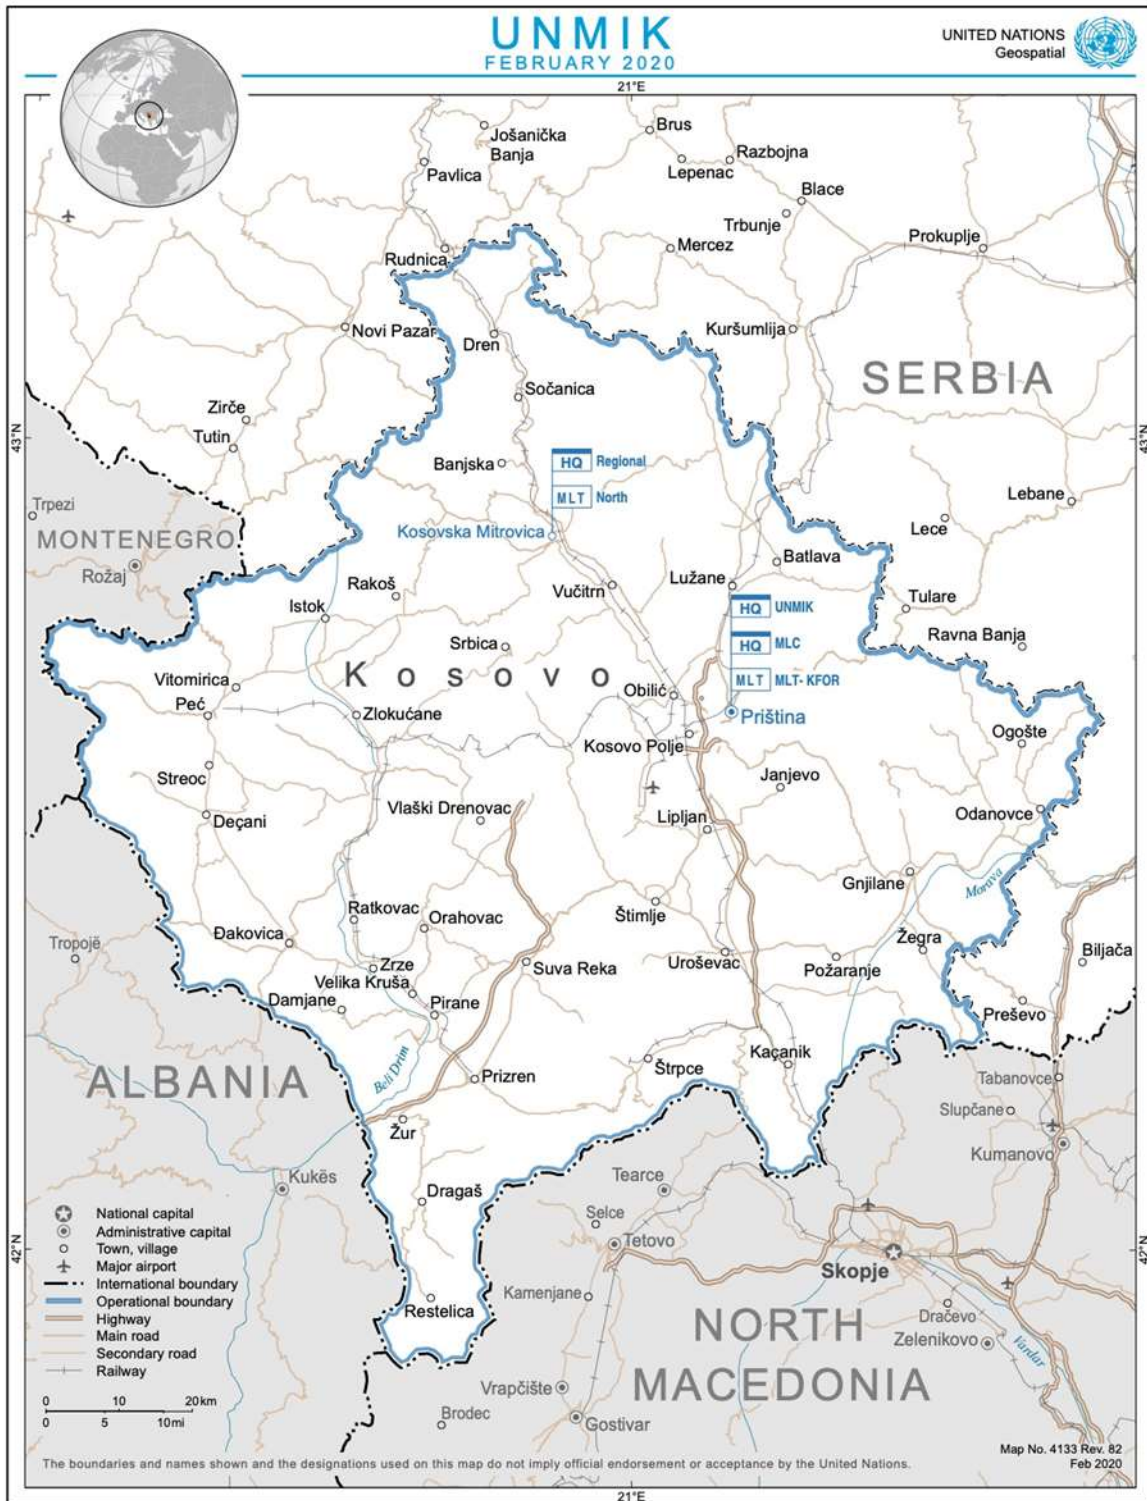 UNMIK
FEBRUARY 2020
UNITED NATIONS
Geospatial
21°E
Jošanička
Banja
Brus
Pavlica
Lepenac
Razbojna
Blace
Trbunje
Rudnica
Mercez
Prokuplje
Novi Pazar
Dren
Kuršumlija
SERBIA
Sočanica
Zirče
Tutin
43°N
43°N
Banjska
HQ Regional
MLT North
Trpezi
Lebane
Lece
MONTENEGRO
Kosovska Mitrovica
Rožaj
Batlava
Rakoš
Vučitrn
Lužane
Istok
HQ UNMIK
Tulare
Srbica
HQ MLC
Ravna Banja
Kosovo
Vitomirica
Obilić
MLT MLT- KFOR
Peć
Zlokućane
Priština
Kosovo Polje
Ogošte
Streoc
Janjevo
Vlaški Drenovac
Deçani
Lipljan
Odanovce
Gnjilane
Morava
Ratkovac
Orahovac
Štimlje
Đakovica
Tropojë
Žegra
Biljača
Zrze
Suva Reka
Uroševac
Požaranje
Velika Kruša
Damjane
Pirane
Preševo
ALBANIA
Beli Drim
Prizren
Štrpce
Kaçanik
Tabanovce
Slupčane
Žur
Kumanovo
Kukës
Dragaš
Tearce
Selce
Tetovo
42°N
42°N
Skopje
Kamenjane
Restelica
Dračevo
Zelenikovo
NORTH
MACEDONIA
Vardar
Vrapčište
Brodec
Gostivar
National capital
Administrative capital
Town, village
Major airport
International boundary
Operational boundary
Highway
Main road
Secondary road
Railway
0 10 20 km
0 5 10 mi
Map No. 4133 Rev. 82
Feb 2020
The boundaries and names shown and the designations used on this map do not imply official endorsement or acceptance by the United Nations.
21°E